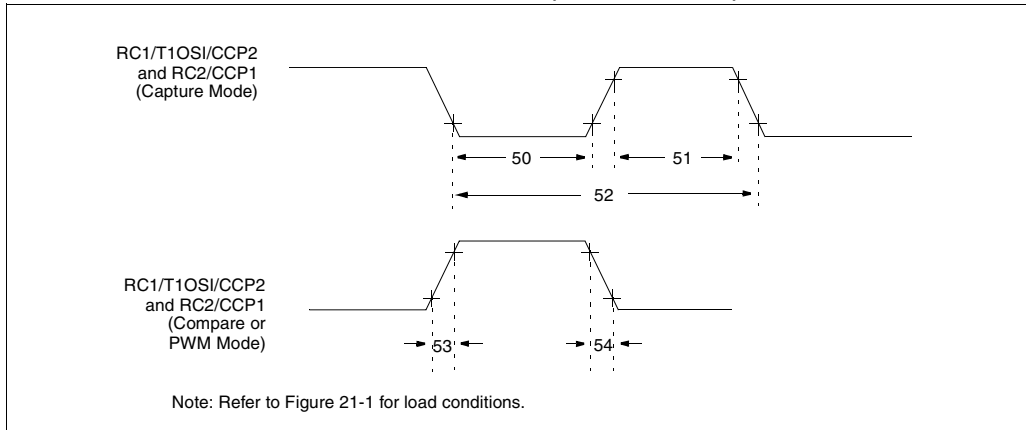 RC1/T1OSI/CCP2
and RC2/CCP1
(Capture Mode)
50
51
52
RC1/T1OSI/CCP2
and RC2/CCP1
(Compare or
PWM Mode)
53
54
Note: Refer to Figure 21-1 for load conditions.